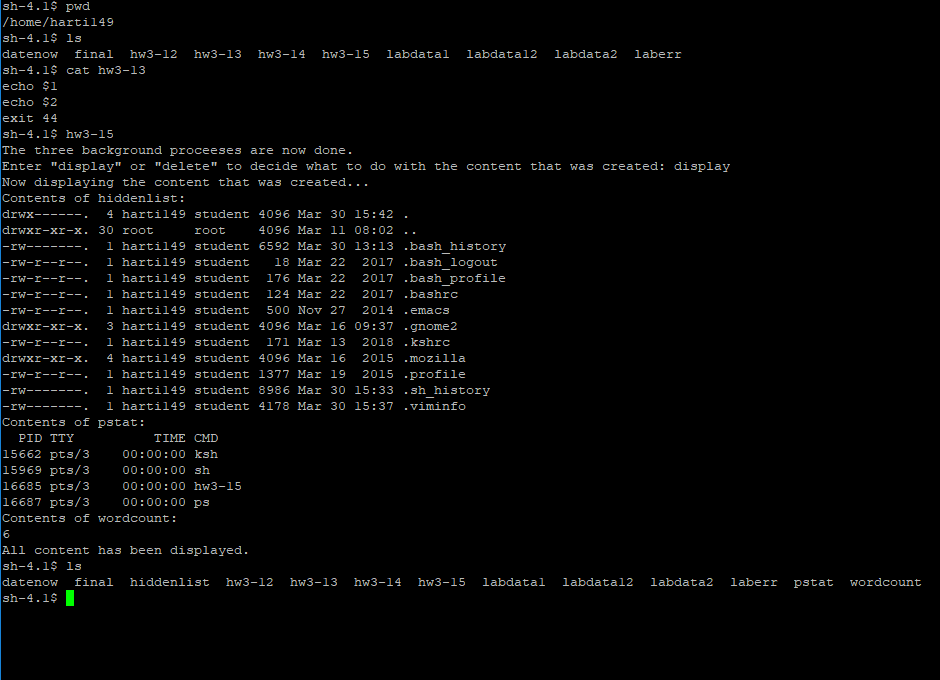 sh-4.1$ pwd
/home/harti149
sh-4.1$ ls
datenow  final  hw3-12  hw3-13  hw3-14  hw3-15  labdata1  labdata12  labdata2  laberr
sh-4.1$ cat hw3-13
echo $1
echo $2
exit 44
sh-4.1$ hw3-15
The three background proceeses are now done.
Enter "display" or "delete" to decide what to do with the content that was created: display
Now displaying the content that was created...
Contents of hiddenlist:
drwx------.  4 harti149 student 4096 Mar 30 15:42 .
drwxr-xr-x. 30 root     root    4096 Mar 11 08:02 ..
-rw-------.  1 harti149 student 6592 Mar 30 13:13 .bash_history
-rw-r--r--.  1 harti149 student   18 Mar 22  2017 .bash_logout
-rw-r--r--.  1 harti149 student  176 Mar 22  2017 .bash_profile
-rw-r--r--.  1 harti149 student  124 Mar 22  2017 .bashrc
-rw-r--r--.  1 harti149 student  500 Nov 27  2014 .emacs
drwxr-xr-x.  3 harti149 student 4096 Mar 16 09:37 .gnome2
-rw-r--r--.  1 harti149 student  171 Mar 13  2018 .kshrc
drwxr-xr-x.  4 harti149 student 4096 Mar 16  2015 .mozilla
-rw-r--r--.  1 harti149 student 1377 Mar 19  2015 .profile
-rw-------.  1 harti149 student 8986 Mar 30 15:33 .sh_history
-rw-------.  1 harti149 student 4178 Mar 30 15:37 .viminfo
Contents of pstat:
  PID TTY          TIME CMD
15662 pts/3    00:00:00 ksh
15969 pts/3    00:00:00 sh
16685 pts/3    00:00:00 hw3-15
16687 pts/3    00:00:00 ps
Contents of wordcount:
6
All content has been displayed.
sh-4.1$ ls
datenow  final  hiddenlist  hw3-12  hw3-13  hw3-14  hw3-15  labdata1  labdata12  labdata2  laberr  pstat  wordcount
sh-4.1$